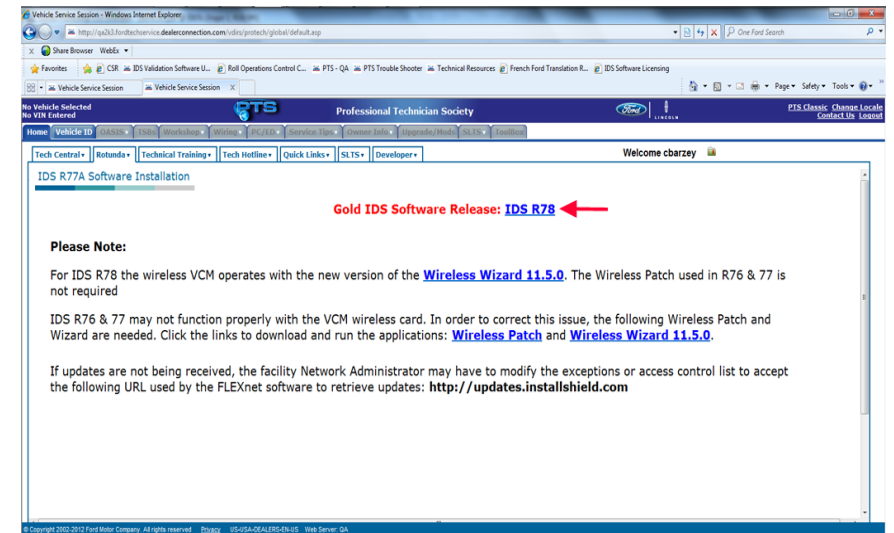 Vehicle Service Session - Windows Internet Explorer
http://qa2k3.fordtechservice.dealerconnection.com/vdirs/protech/global/default.asp
One Ford Search
x Share Browser WebEx
Favorites CSR IDS Validation Software U... Roll Operations Control C... PTS - QA PTS Trouble Shooter Technical Resources French Ford Translation R... IDS Software Licensing
Vehicle Service Session Vehicle Service Session X Page Safety Tools
No Vehicle Selected
No VIN Entered
PTS Professional Technician Society Ford LINCOLN
PTS Classic Change Locale
Contact Us Logout
Home Vehicle ID OASIS TSBs Workshop Wiring PC/ED Service Tips Owner Info Upgrade/Mods SLTS Toolbox
Tech Central Rotunda Technical Training Tech Hotline Quick Links SLTS Developer Welcome cbarzey
IDS R77A Software Installation
Gold IDS Software Release: IDS R78
Please Note:
For IDS R78 the wireless VCM operates with the new version of the Wireless Wizard 11.5.0. The Wireless Patch used in R76 & 77 is
not required
IDS R76 & 77 may not function properly with the VCM wireless card. In order to correct this issue, the following Wireless Patch and
Wizard are needed. Click the links to download and run the applications: Wireless Patch and Wireless Wizard 11.5.0.
If updates are not being received, the facility Network Administrator may have to modify the exceptions or access control list to accept
the following URL used by the FLEXnet software to retrieve updates: http://updates.installshield.com
© Copyright 2002-2012 Ford Motor Company All rights reserved Privacy US-USA-DEALERS-EN-US Web Server: QA